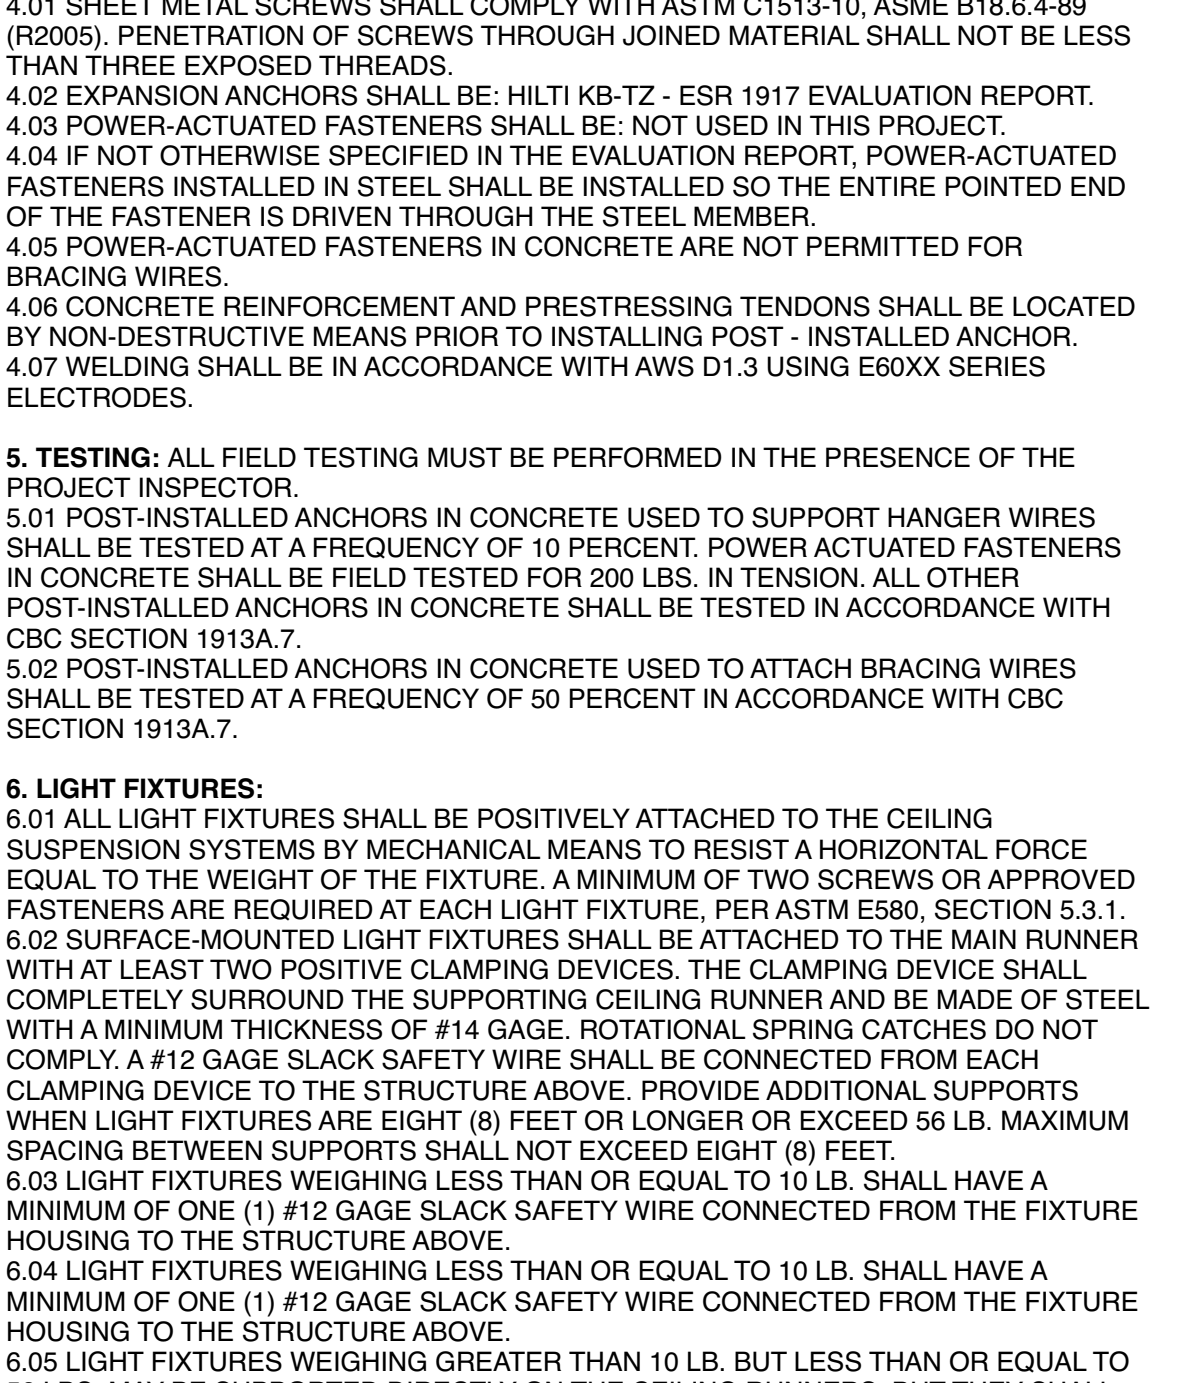 4.01 SHEET METAL SCREWS SHALL COMPLY WITH ASTM C1513-10, ASME B18.6.4-89
(R2005). PENETRATION OF SCREWS THROUGH JOINED MATERIAL SHALL NOT BE LESS
THAN THREE EXPOSED THREADS.
4.02 EXPANSION ANCHORS SHALL BE: HILTI KB-TZ - ESR 1917 EVALUATION REPORT.
4.03 POWER-ACTUATED FASTENERS SHALL BE: NOT USED IN THIS PROJECT.
4.04 IF NOT OTHERWISE SPECIFIED IN THE EVALUATION REPORT, POWER-ACTUATED
FASTENERS INSTALLED IN STEEL SHALL BE INSTALLED SO THE ENTIRE POINTED END
OF THE FASTENER IS DRIVEN THROUGH THE STEEL MEMBER.
4.05 POWER-ACTUATED FASTENERS IN CONCRETE ARE NOT PERMITTED FOR
BRACING WIRES.
4.06 CONCRETE REINFORCEMENT AND PRESTRESSING TENDONS SHALL BE LOCATED
BY NON-DESTRUCTIVE MEANS PRIOR TO INSTALLING POST - INSTALLED ANCHOR.
4.07 WELDING SHALL BE IN ACCORDANCE WITH AWS D1.3 USING E60XX SERIES
ELECTRODES.
5. TESTING: ALL FIELD TESTING MUST BE PERFORMED IN THE PRESENCE OF THE
PROJECT INSPECTOR.
5.01 POST-INSTALLED ANCHORS IN CONCRETE USED TO SUPPORT HANGER WIRES
SHALL BE TESTED AT A FREQUENCY OF 10 PERCENT. POWER ACTUATED FASTENERS
IN CONCRETE SHALL BE FIELD TESTED FOR 200 LBS. IN TENSION. ALL OTHER
POST-INSTALLED ANCHORS IN CONCRETE SHALL BE TESTED IN ACCORDANCE WITH
CBC SECTION 1913A.7.
5.02 POST-INSTALLED ANCHORS IN CONCRETE USED TO ATTACH BRACING WIRES
SHALL BE TESTED AT A FREQUENCY OF 50 PERCENT IN ACCORDANCE WITH CBC
SECTION 1913A.7.
6. LIGHT FIXTURES:
6.01 ALL LIGHT FIXTURES SHALL BE POSITIVELY ATTACHED TO THE CEILING
SUSPENSION SYSTEMS BY MECHANICAL MEANS TO RESIST A HORIZONTAL FORCE
EQUAL TO THE WEIGHT OF THE FIXTURE. A MINIMUM OF TWO SCREWS OR APPROVED
FASTENERS ARE REQUIRED AT EACH LIGHT FIXTURE, PER ASTM E580, SECTION 5.3.1.
6.02 SURFACE-MOUNTED LIGHT FIXTURES SHALL BE ATTACHED TO THE MAIN RUNNER
WITH AT LEAST TWO POSITIVE CLAMPING DEVICES. THE CLAMPING DEVICE SHALL
COMPLETELY SURROUND THE SUPPORTING CEILING RUNNER AND BE MADE OF STEEL
WITH A MINIMUM THICKNESS OF #14 GAGE. ROTATIONAL SPRING CATCHES DO NOT
COMPLY. A #12 GAGE SLACK SAFETY WIRE SHALL BE CONNECTED FROM EACH
CLAMPING DEVICE TO THE STRUCTURE ABOVE. PROVIDE ADDITIONAL SUPPORTS
WHEN LIGHT FIXTURES ARE EIGHT (8) FEET OR LONGER OR EXCEED 56 LB. MAXIMUM
SPACING BETWEEN SUPPORTS SHALL NOT EXCEED EIGHT (8) FEET.
6.03 LIGHT FIXTURES WEIGHING LESS THAN OR EQUAL TO 10 LB. SHALL HAVE A
MINIMUM OF ONE (1) #12 GAGE SLACK SAFETY WIRE CONNECTED FROM THE FIXTURE
HOUSING TO THE STRUCTURE ABOVE.
6.04 LIGHT FIXTURES WEIGHING LESS THAN OR EQUAL TO 10 LB. SHALL HAVE A
MINIMUM OF ONE (1) #12 GAGE SLACK SAFETY WIRE CONNECTED FROM THE FIXTURE
HOUSING TO THE STRUCTURE ABOVE.
6.05 LIGHT FIXTURES WEIGHING GREATER THAN 10 LB. BUT LESS THAN OR EQUAL TO